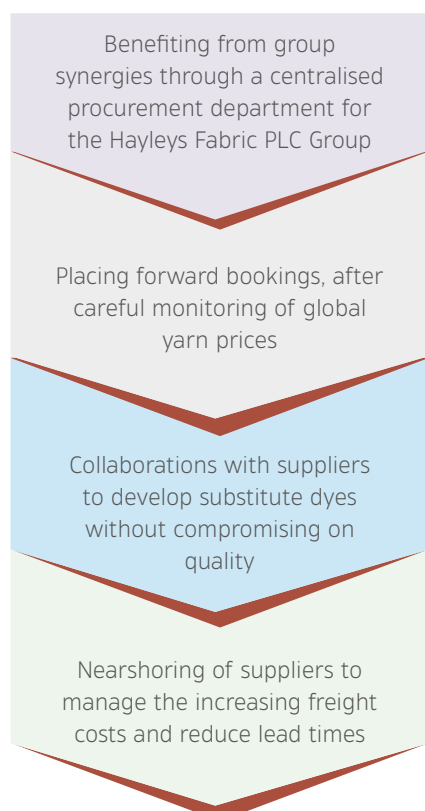 Benefiting from group
synergies through a centralised
procurement department for
the Hayleys Fabric PLC Group
Placing forward bookings, after
careful monitoring of global
yarn prices
Collaborations with suppliers
to develop substitute dyes
without compromising on
quality
Nearshoring of suppliers to
manage the increasing freight
costs and reduce lead times